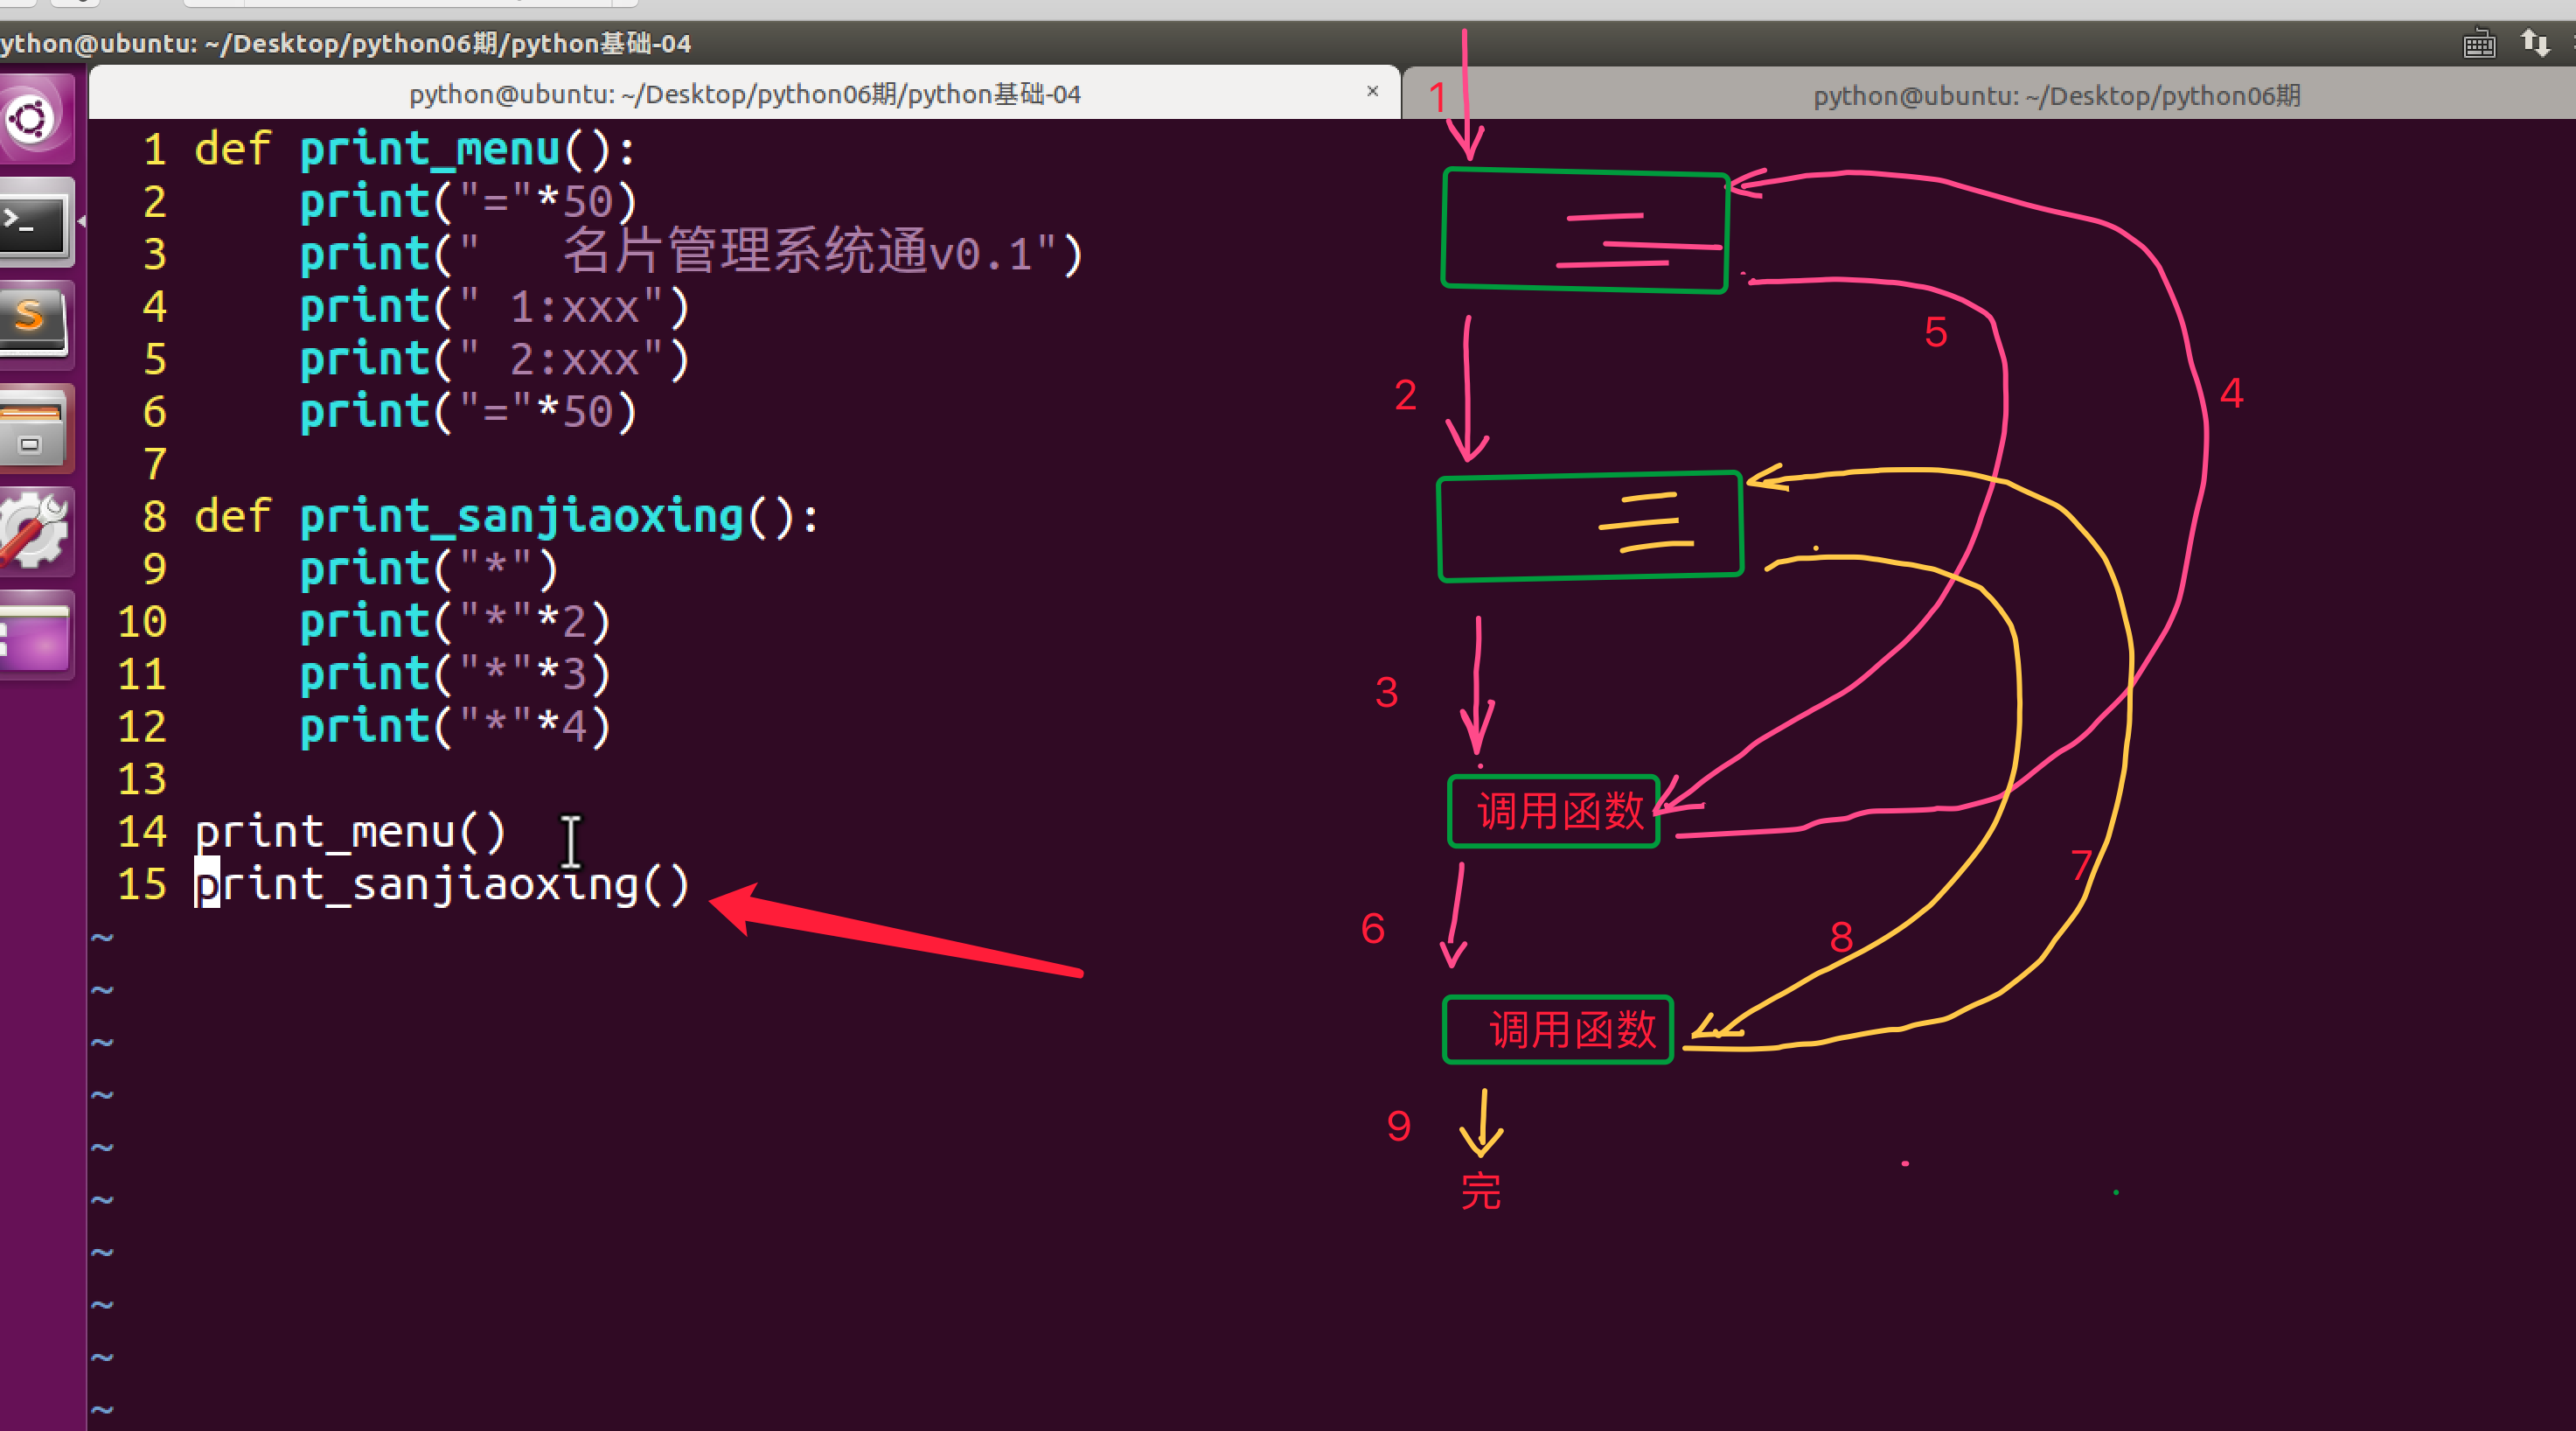 ython@ubuntu: ~/Desktop/python06期/python基础-04
python@ubuntu: ~/Desktop/python06期/python基础-04 ×
python@ubuntu: ~/Desktop/python06期
1 def print_menu():
2     print("="*50)
3     print("   名片管理系统通v0.1")
4     print(" 1:xxx")
5     print(" 2:xxx")
6     print("="*50)
7
8 def print_sanjiaoxing():
9     print("*")
10     print("*"*2)
11     print("*"*3)
12     print("*"*4)
13
14 print_menu()
15 print_sanjiaoxing()
~
~
~
~
~
~
~
~
~
~
1
2
3
4
5
调用函数
6
7
8
调用函数
9
完